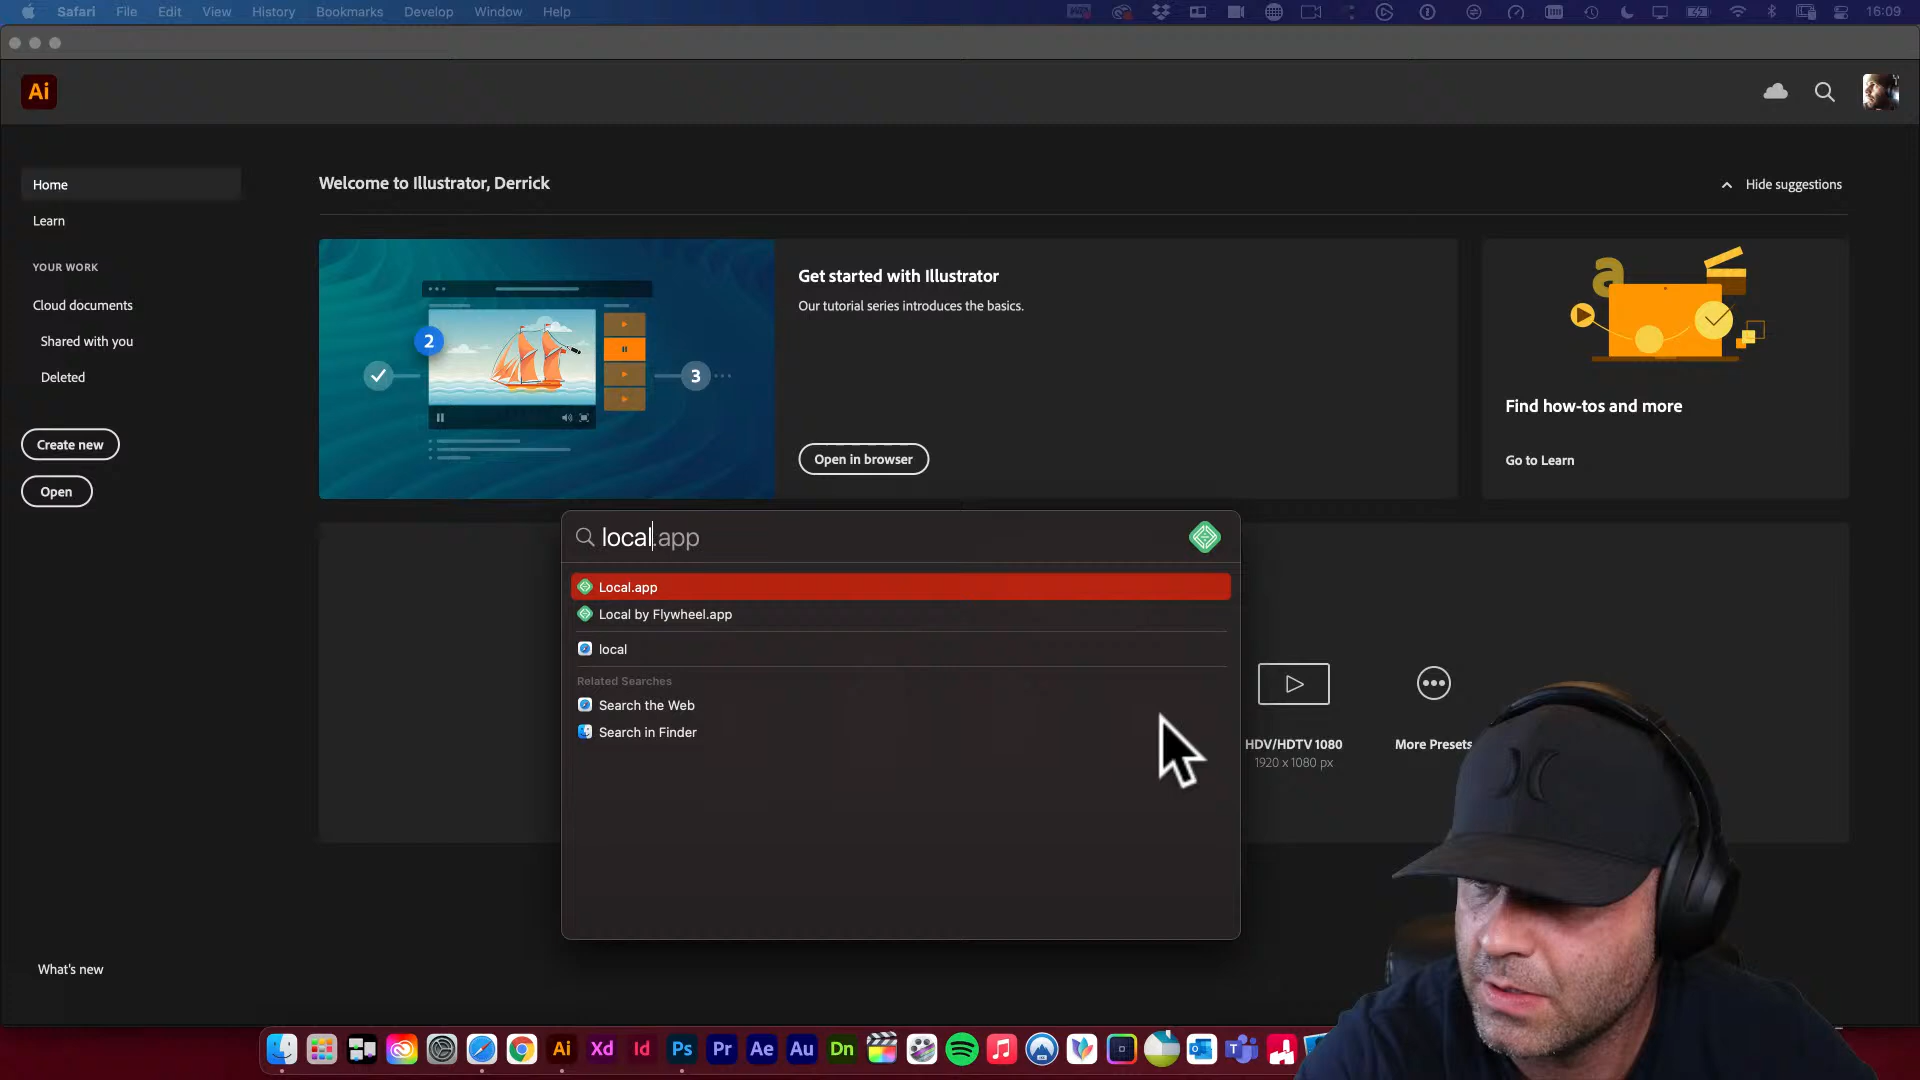 Safari File Edit View History Bookmarks Develop Window Help 16:09
Ai
Home
Learn
YOUR WORK
Cloud documents
Shared with you
Deleted
Create new
Open
What's new
Welcome to Illustrator, Derrick
Hide suggestions
2
3
Get started with Illustrator
Our tutorial series introduces the basics.
Open in browser
a
Find how-tos and more
Go to Learn
local.app
Local.app
Local by Flywheel.app
local
Related Searches
Search the Web
Search in Finder
HDV/HDTV 1080
1920 x 1080 px
More Presets
Ai Xd Id Ps Pr Ae Au Dn